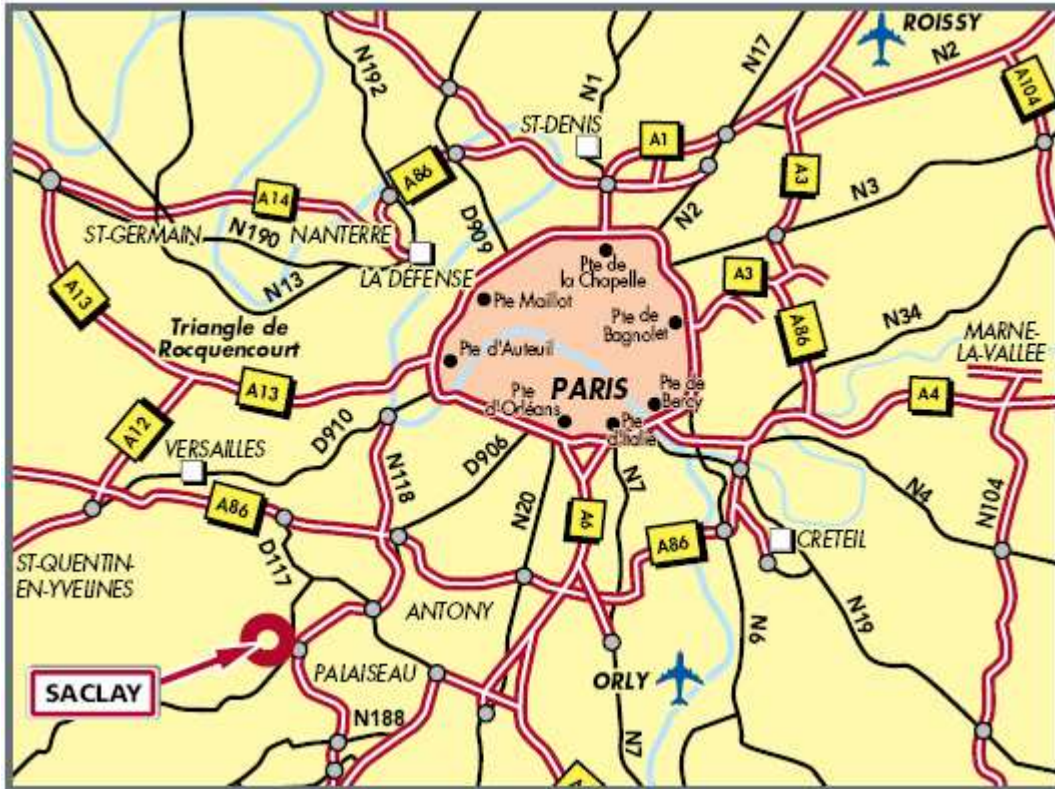 ROISSY
N192
N1
N17
N2
A104
ST-DENIS
A1
A86
A3
N3
A14
D909
N2
ST-GERMAIN
N190
NANTERRE
LA DÉFENSE
N13
Pte de
la Chapelle
A3
A13
Pte Maillot
Pte de
Bagnolet
A86
N34
Triangle de
Rocquencourt
MARNE-
LA-VALLÉE
Pte d'Auteuil
A13
PARIS
Pte
d'Orléans
Pte de
Bercy
A4
Pte
d'Italie
A12
D910
VERSAILLES
D906
N118
N20
N7
A6
A86
N4
N104
A86
CRETEIL
ST-QUENTIN-
EN-YVELINES
D117
ANTONY
N19
N6
PALAISEAU
ORLY
SACLAY
N188
N7